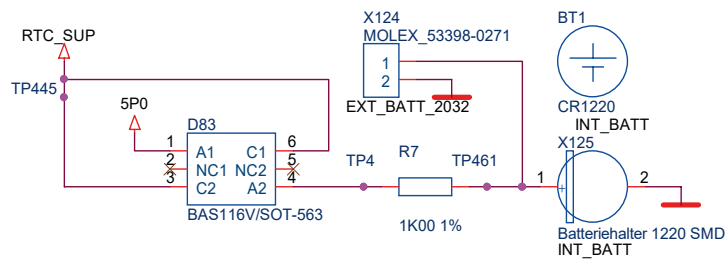 RTC_SUP
TP445
5P0
D83
1
A1
C1
6
2
NC1
NC2
5
3
C2
A2
4
BAS116V/SOT-563
X124
MOLEX_53398-0271
1
2
EXT_BATT_2032
TP4
R7
TP461
1K00 1%
BT1
CR1220
INT_BATT
X125
1
+
2
Batteriehalter 1220 SMD
INT_BATT